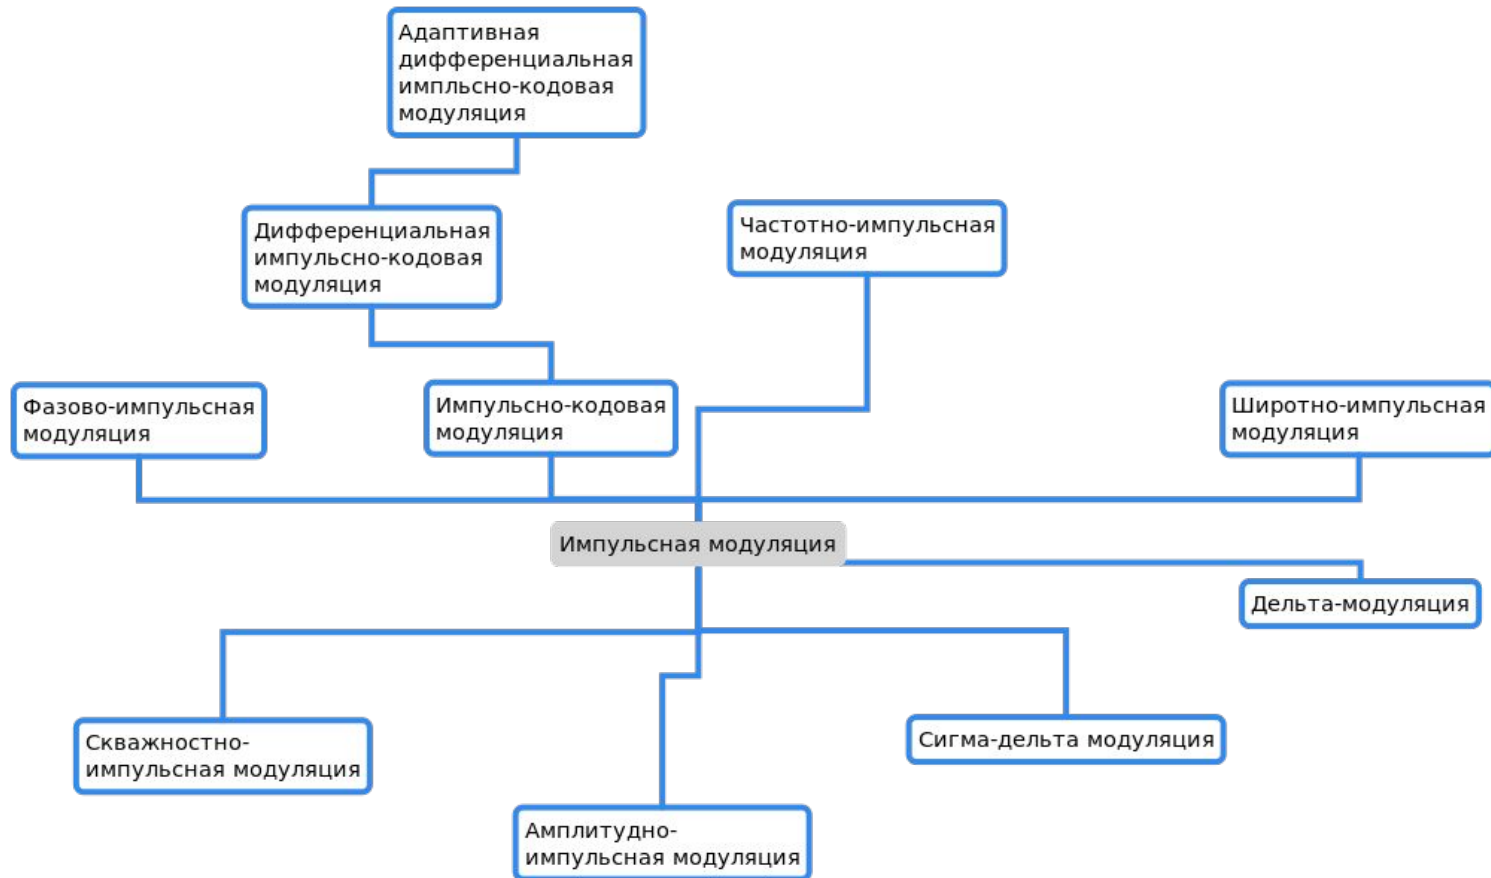 Адаптивная
дифференциальная
импльсно-кодовая
модуляция
Дифференциальная
импульсно-кодовая
модуляция
Частотно-импульсная
модуляция
Фазово-импульсная
модуляция
Импульсно-кодовая
модуляция
Широтно-импульсная
модуляция
Импульсная модуляция
Дельта-модуляция
Скважностно-
импульсная модуляция
Сигма-дельта модуляция
Амплитудно-
импульсная модуляция